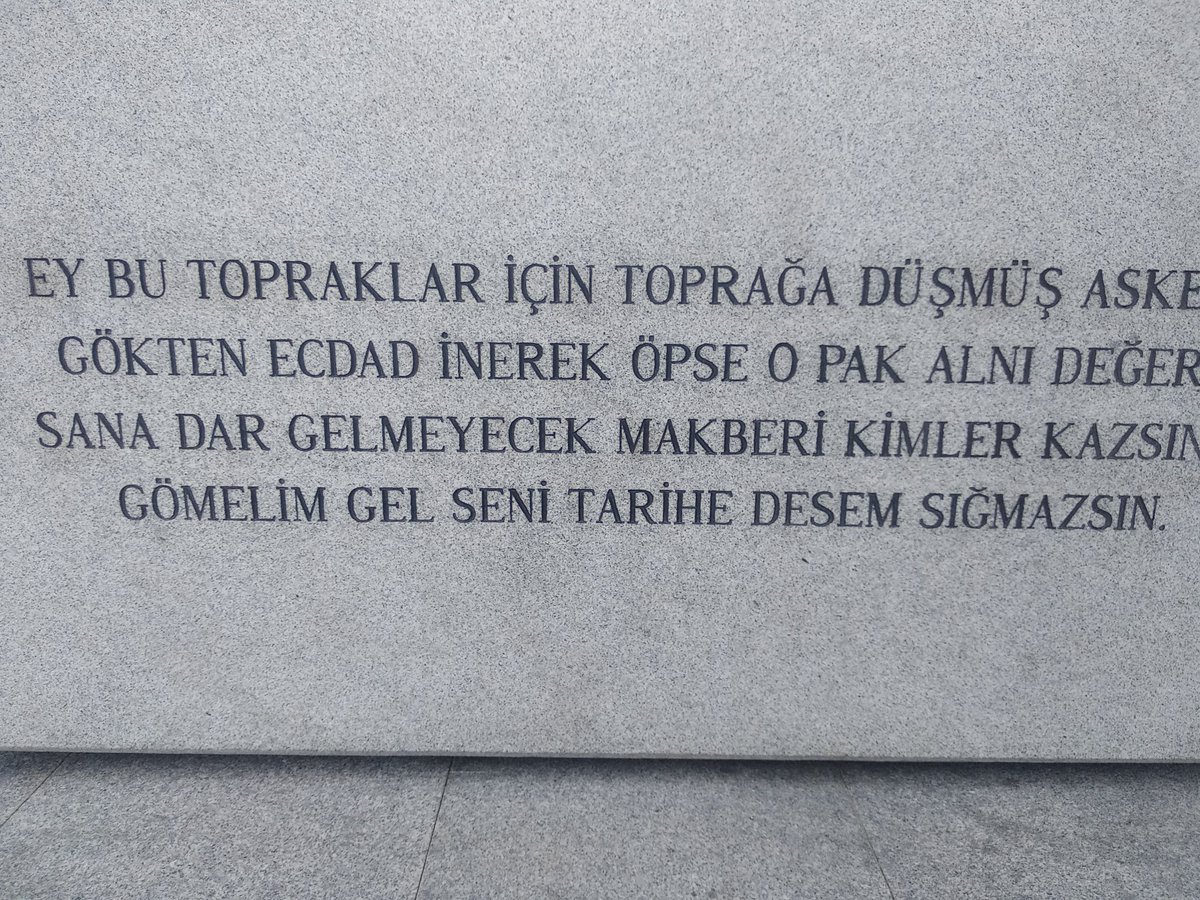 EY BU TOPRAKLAR İÇİN TOPRAĞA DÜŞMÜŞ ASKE
GÖKTEN ECDAD İNEREK ÖPSE O PAK ALNI DEĞER
SANA DAR GELMEYECEK MAKBERİ KİMLER KAZSIN
GÖMELİM GEL SENİ TARİHE DESEM SIĞMAZSIN.